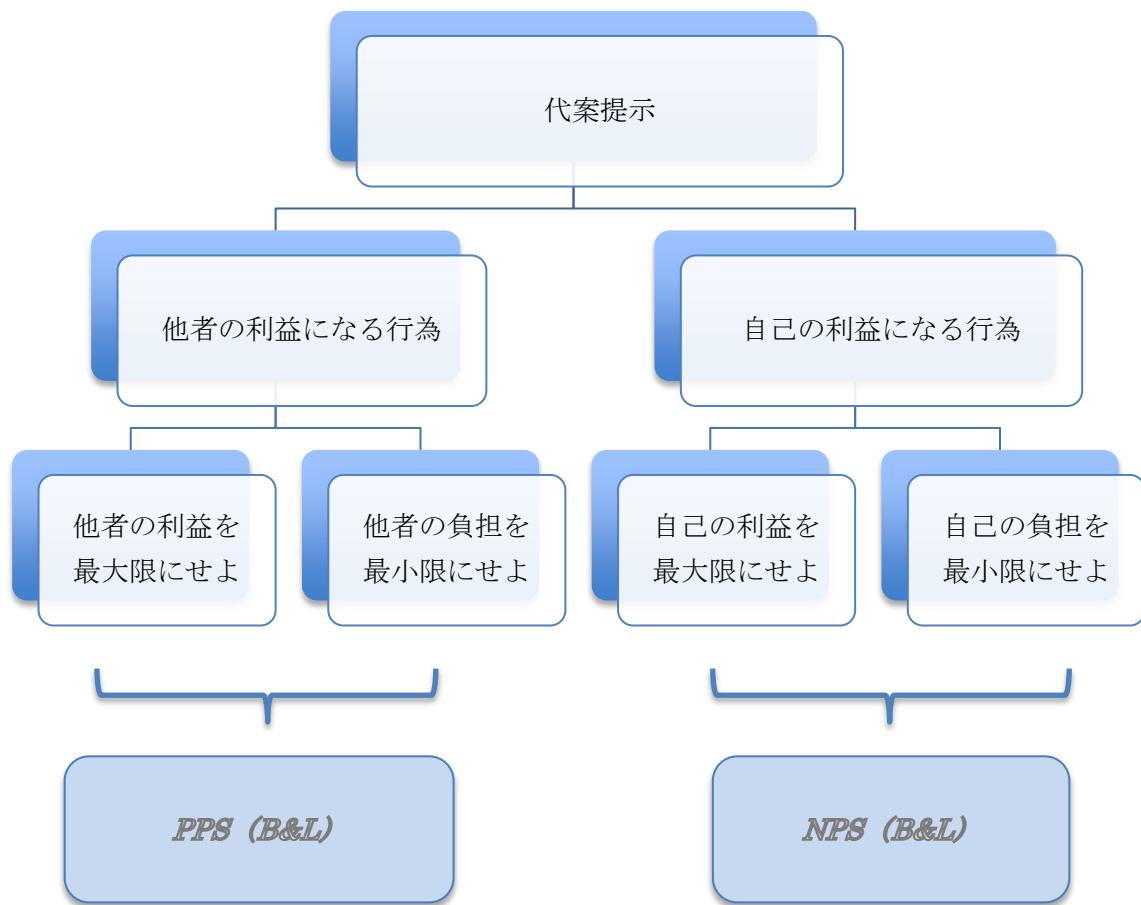 代案提示
他者の利益になる行為
自己の利益になる行為
他者の利益を
最大限にせよ
他者の負担を
最小限にせよ
自己の利益を
最大限にせよ
自己の負担を
最小限にせよ
PPS（B&L）
NPS（B&L）